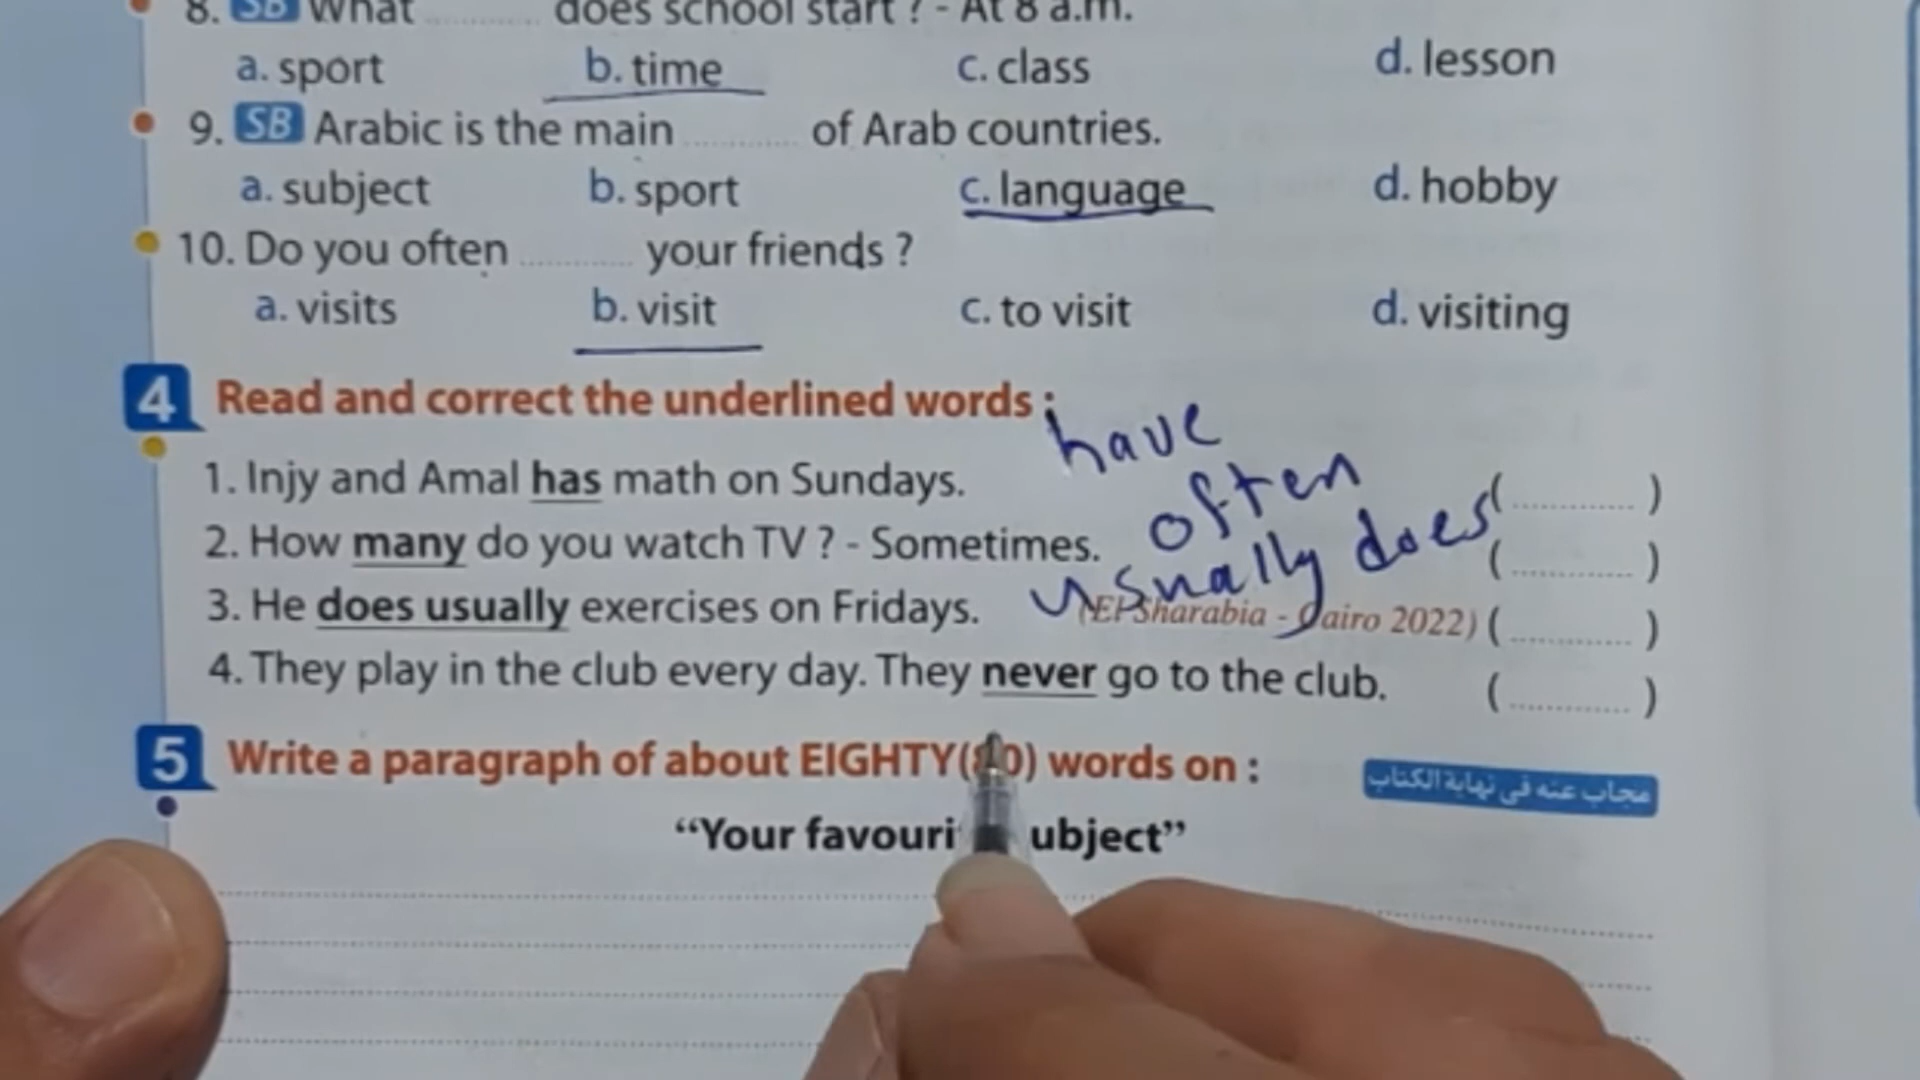 8. SB What .......... does school start ? - At 8 a.m.
a. sport b. time c. class d. lesson
9. SB Arabic is the main .......... of Arab countries.
a. subject b. sport c. language d. hobby
10. Do you often .......... your friends ?
a. visits b. visit c. to visit d. visiting
4 Read and correct the underlined words :
have
1. Injy and Amal has math on Sundays. (..........)
often
2. How many do you watch TV ? - Sometimes. (..........)
usually does
3. He does usually exercises on Fridays. (El Sharabia - Cairo 2022) (..........)
4. They play in the club every day. They never go to the club. (..........)
5 Write a paragraph of about EIGHTY(80) words on :
مجاب عنه فى نهاية الكتاب
“Your favouri ubject”